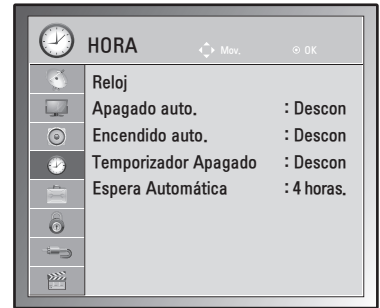 HORA
Mov.
OK
Reloj
Apagado auto. : Descon
Encendido auto. : Descon
Temporizador Apagado : Descon
Espera Automática : 4 horas.